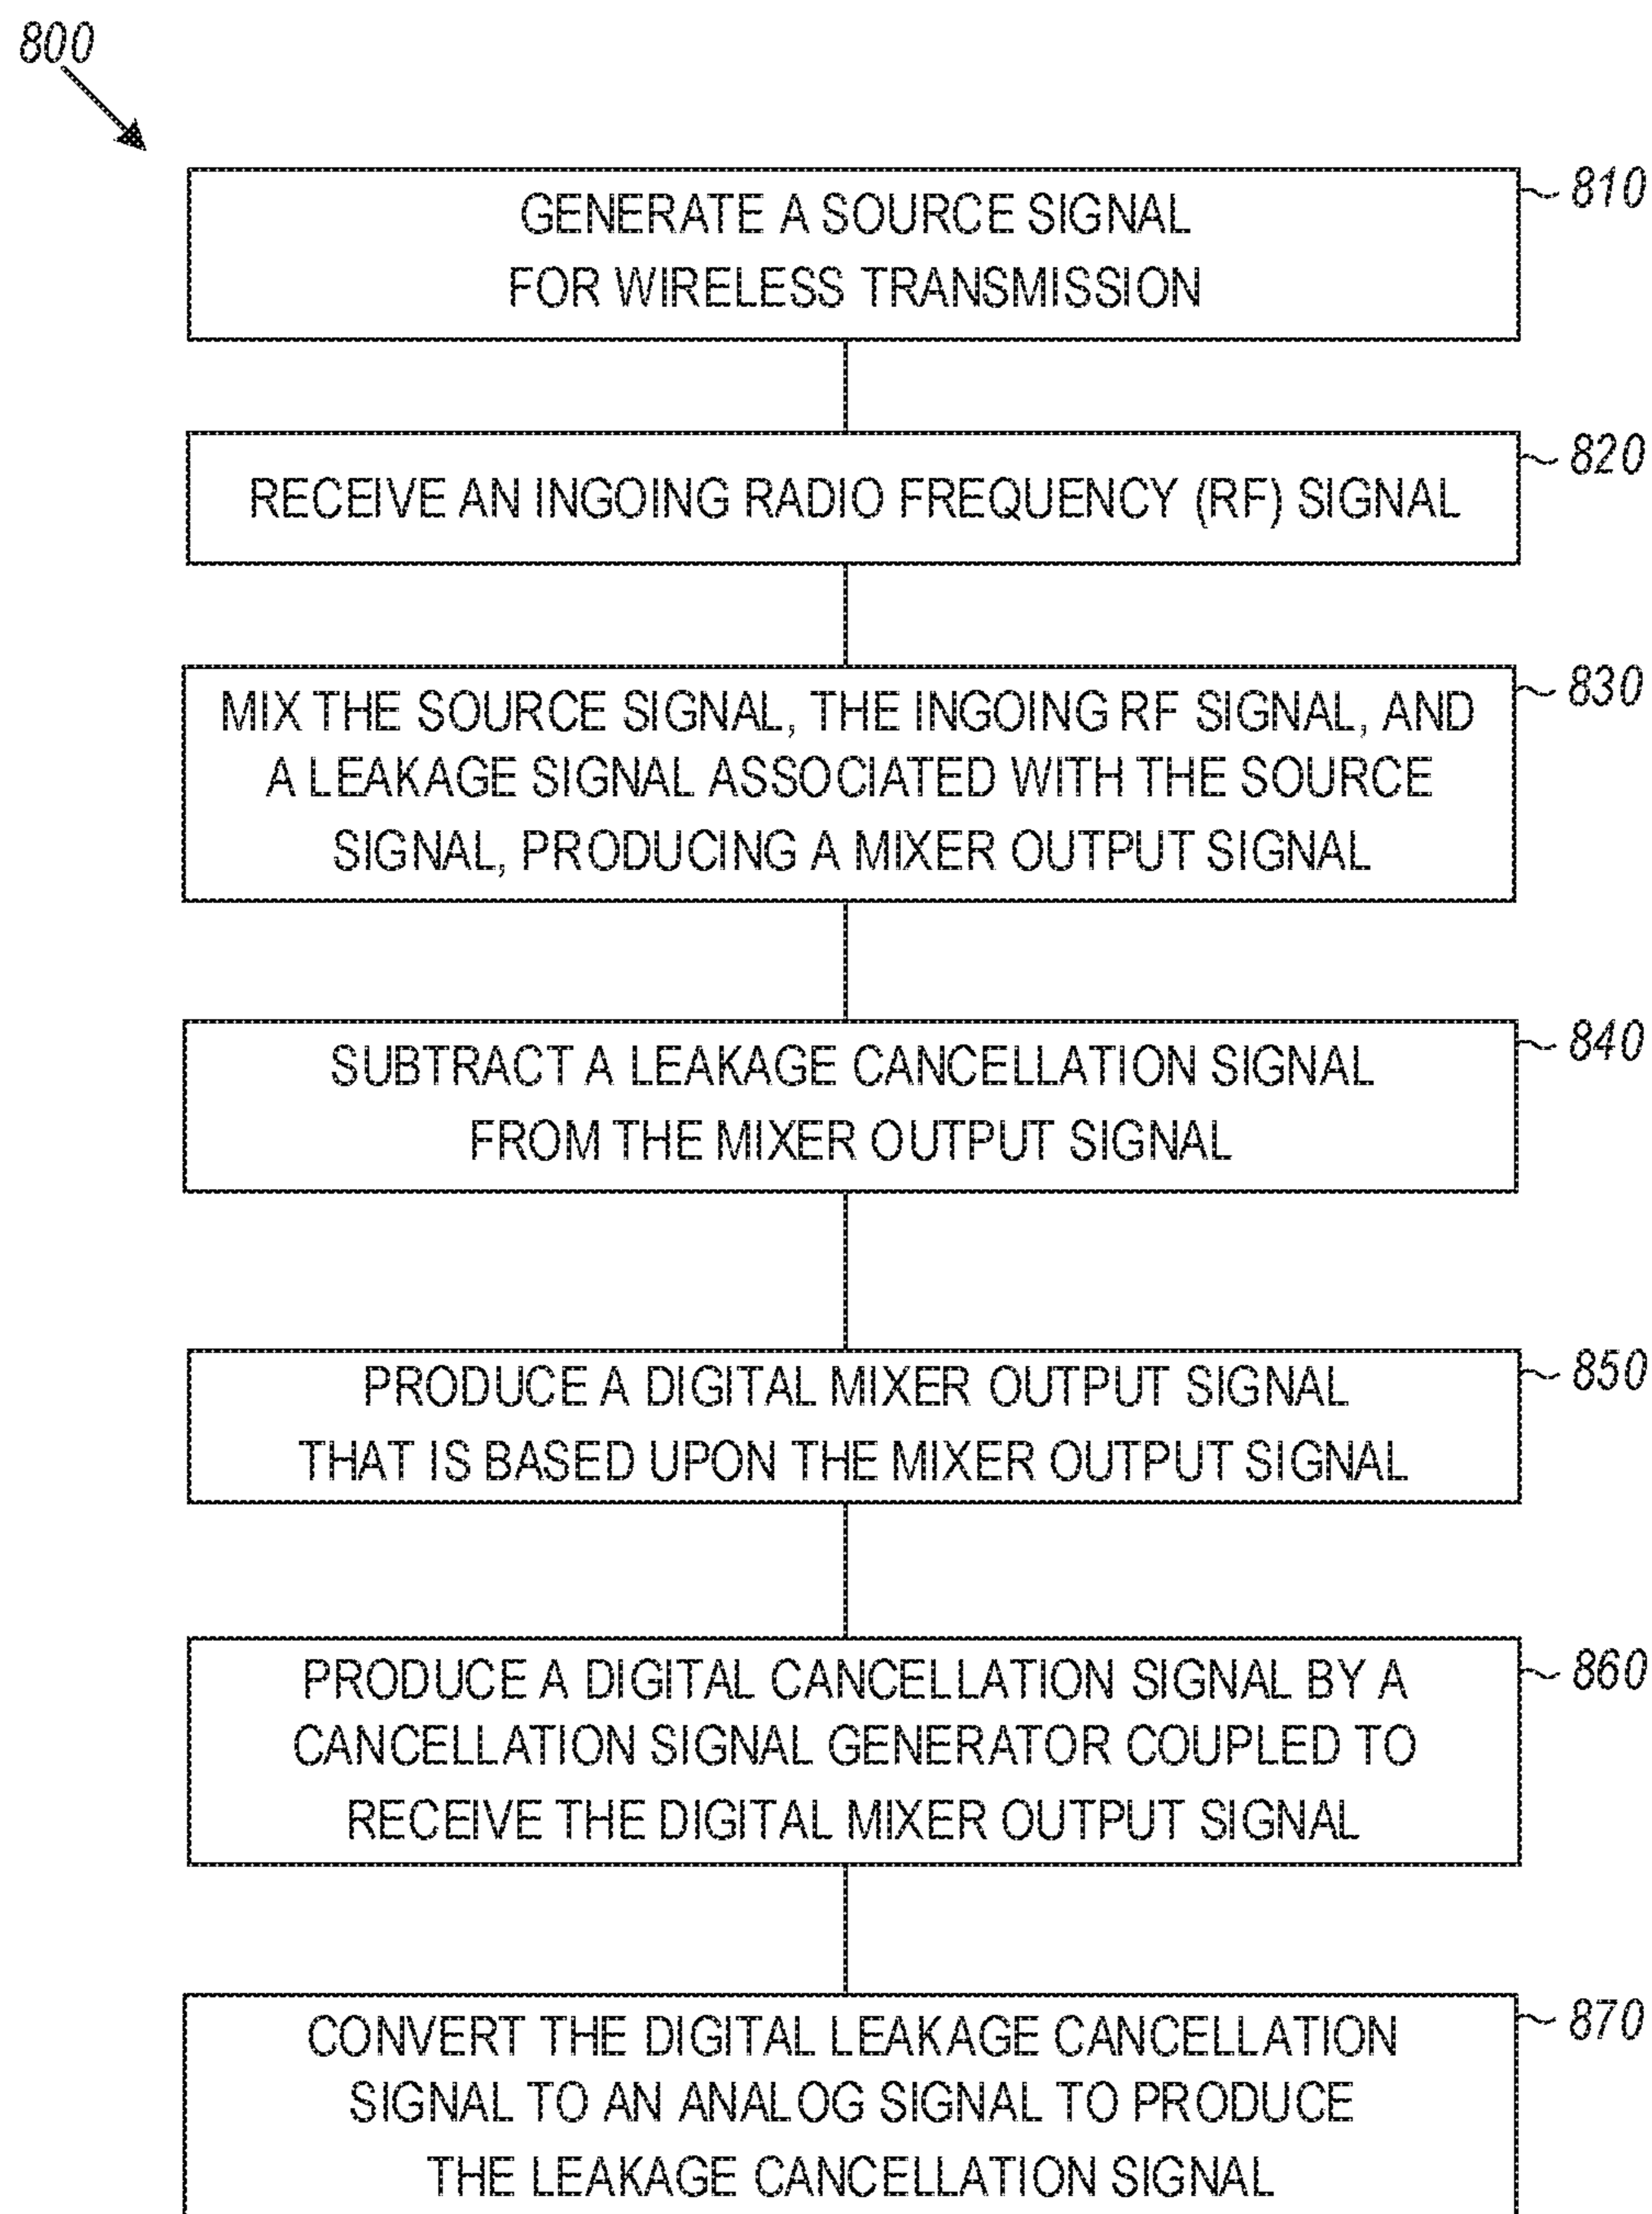 800
GENERATE A SOURCE SIGNAL
FOR WIRELESS TRANSMISSION
810
RECEIVE AN INGOING RADIO FREQUENCY (RF) SIGNAL
820
MIX THE SOURCE SIGNAL, THE INGOING RF SIGNAL, AND
A LEAKAGE SIGNAL ASSOCIATED WITH THE SOURCE
SIGNAL, PRODUCING A MIXER OUTPUT SIGNAL
830
SUBTRACT A LEAKAGE CANCELLATION SIGNAL
FROM THE MIXER OUTPUT SIGNAL
840
PRODUCE A DIGITAL MIXER OUTPUT SIGNAL
THAT IS BASED UPON THE MIXER OUTPUT SIGNAL
850
PRODUCE A DIGITAL CANCELLATION SIGNAL BY A
CANCELLATION SIGNAL GENERATOR COUPLED TO
RECEIVE THE DIGITAL MIXER OUTPUT SIGNAL
860
CONVERT THE DIGITAL LEAKAGE CANCELLATION
SIGNAL TO AN ANALOG SIGNAL TO PRODUCE
THE LEAKAGE CANCELLATION SIGNAL
870